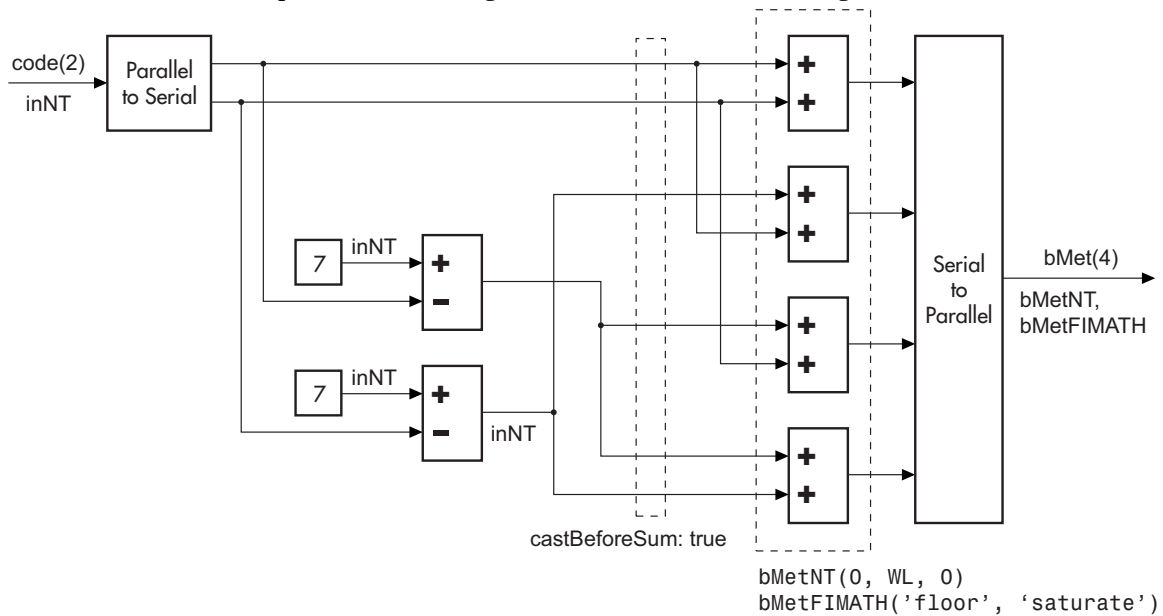 code(2)
inNT
Parallel
to Serial
+
+
+
+
7
inNT
+
−
Serial
to
Parallel
bMet(4)
bMetNT,
bMetFIMATH
+
+
7
inNT
+
−
inNT
+
+
castBeforeSum: true
bMetNT(0, WL, 0)
bMetFIMATH('floor', ‘saturate’)